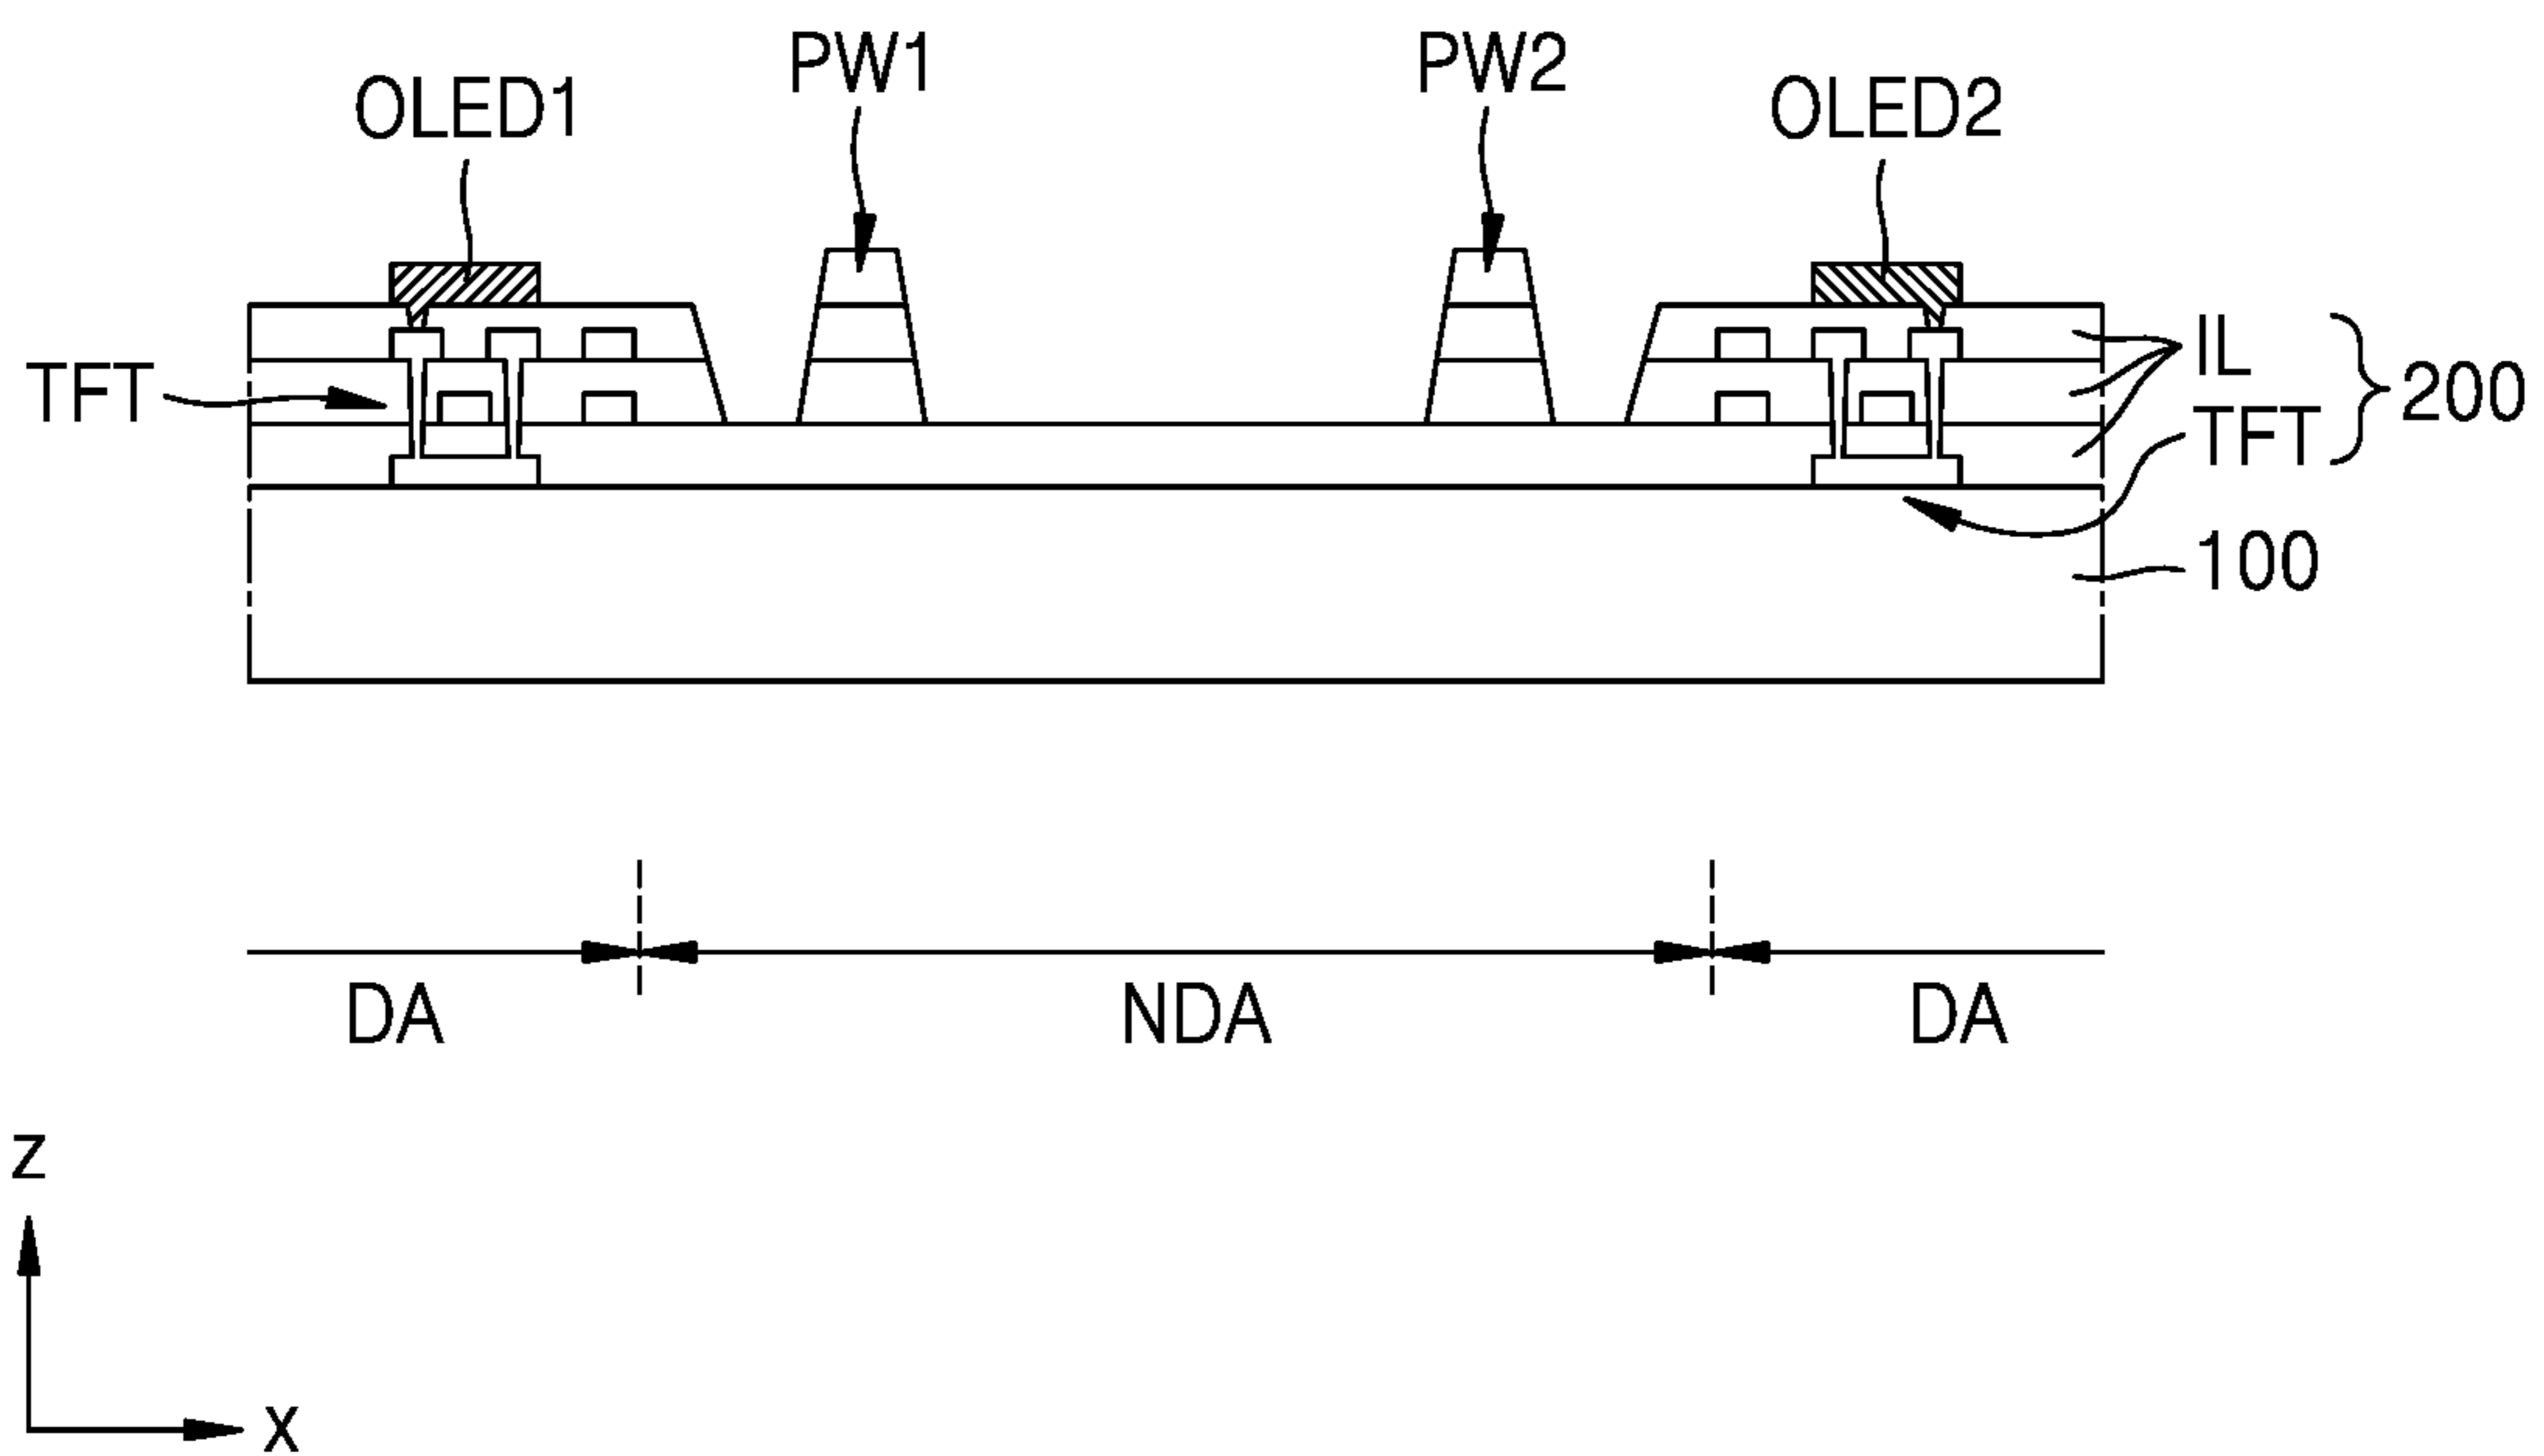 PW1 PW2
OLED1 OLED2
IL
TFT 200
TFT
100
DA NDA DA
z
x